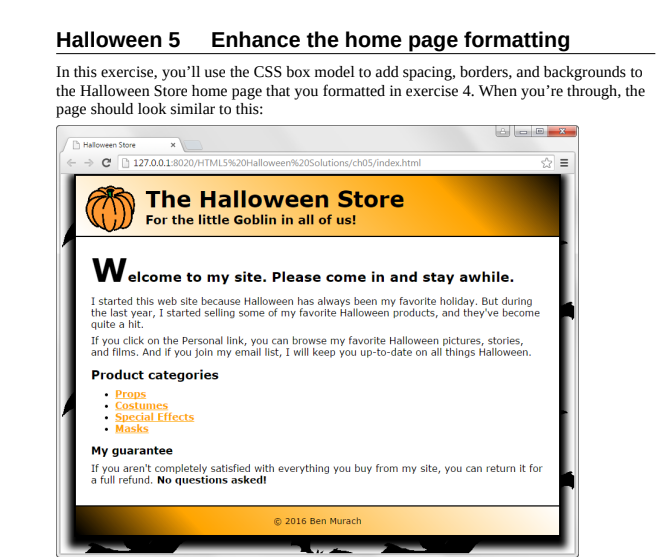 Halloween 5 Enhance the home page formatting
In this exercise, you'll use the CSS box model to add spacing, borders, and backgrounds to
the Halloween Store home page that you formatted in exercise 4. When you're through, the
page should look similar to this:
Halloween Store
127.0.0.1:8020/HTML5%20Halloween%20Solutions/ch05/index.html
The Halloween Store
For the little Goblin in all of us!
Welcome to my site. Please come in and stay awhile.
I started this web site because Halloween has always been my favorite holiday. But during
the last year, I started selling some of my favorite Halloween products, and they've become
quite a hit.
If you click on the Personal link, you can browse my favorite Halloween pictures, stories,
and films. And if you join my email list, I will keep you up-to-date on all things Halloween.
Product categories
• Props
• Costumes
• Special Effects
• Masks
My guarantee
If you aren't completely satisfied with everything you buy from my site, you can return it for
a full refund. No questions asked!
© 2016 Ben Murach